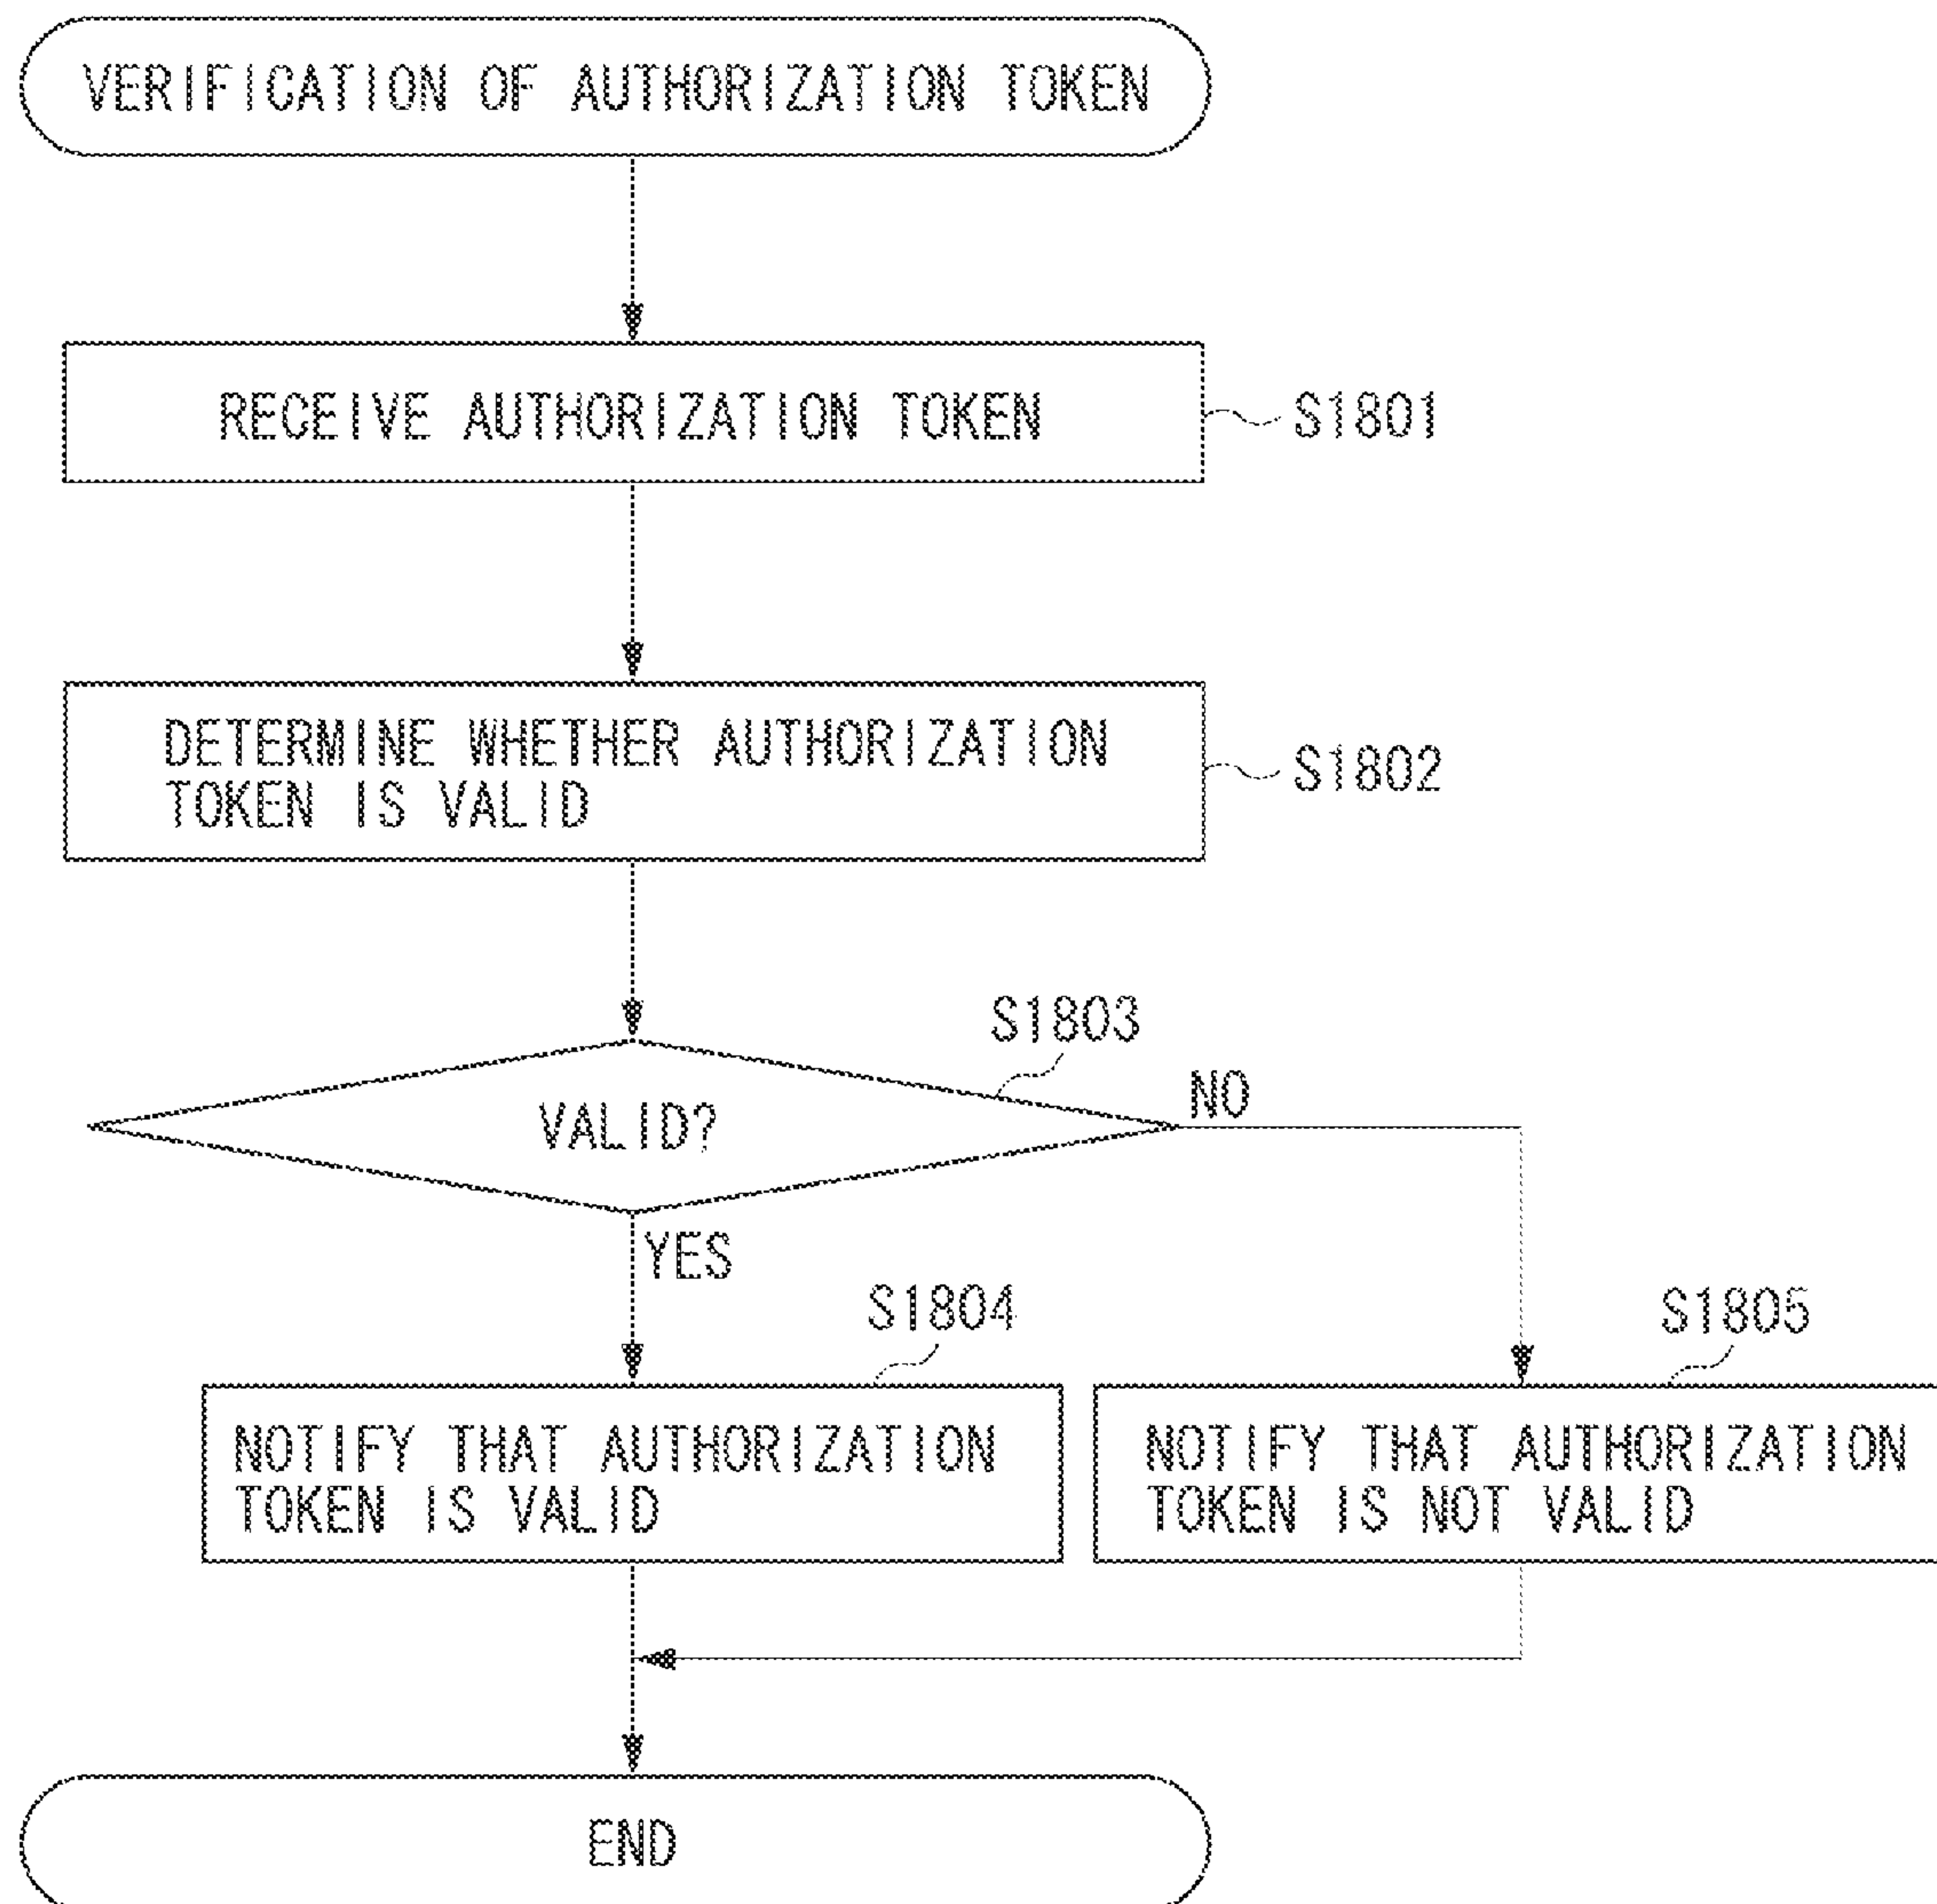 VERIFICATION OF AUTHORIZATION TOKEN
RECEIVE AUTHORIZATION TOKEN
S1801
DETERMINE WHETHER AUTHORIZATION
TOKEN IS VALID
S1802
S1803
VALID?
NO
YES
S1804
NOTIFY THAT AUTHORIZATION
TOKEN IS VALID
S1805
NOTIFY THAT AUTHORIZATION
TOKEN IS NOT VALID
END